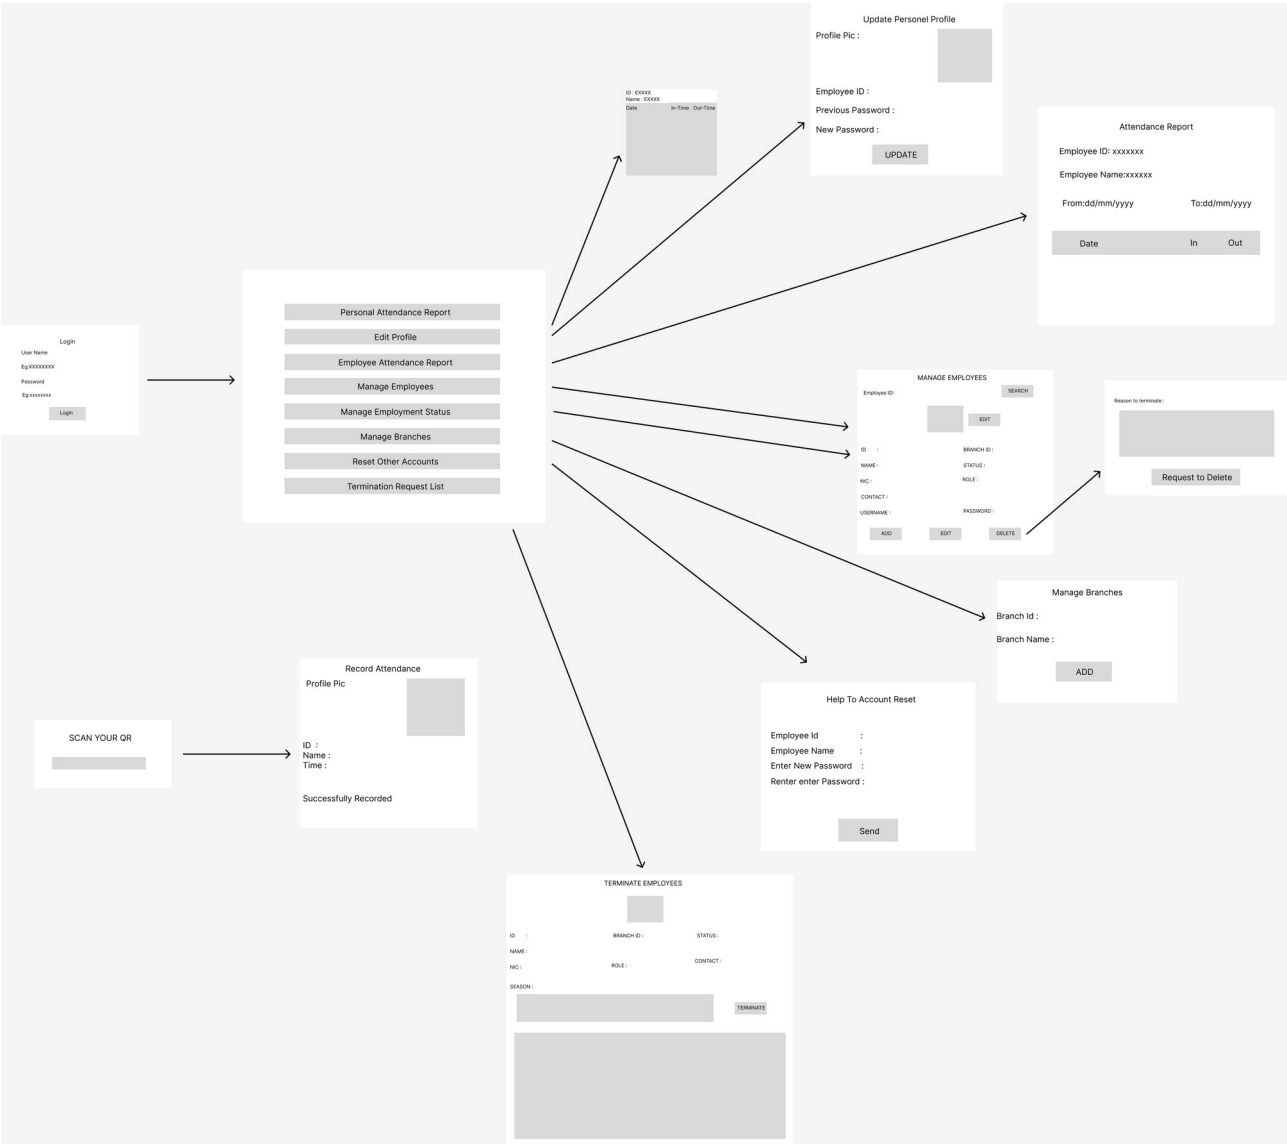 Update Personel Profile
Profile Pic :
Employee ID :
Previous Password :
New Password :
UPDATE
ID : EXXXX
Name : EXXXX
Date In-Time Out-Time
Attendance Report
Employee ID: xxxxxxx
Employee Name:xxxxxx
From:dd/mm/yyyy To:dd/mm/yyyy
Date In Out
Personal Attendance Report
Edit Profile
Employee Attendance Report
Manage Employees
Manage Employment Status
Manage Branches
Reset Other Accounts
Termination Request List
Login
User Name
Eg:XXXXXXXX
Password
Eg:xxxxxxxx
Login
MANAGE EMPLOYEES
Employee ID: SEARCH
EDIT
ID : BRANCH ID :
NAME : STATUS :
NIC : ROLE :
CONTACT :
USERNAME : PASSWORD :
ADD EDIT DELETE
Reason to terminate :
Request to Delete
Manage Branches
Branch Id :
Branch Name :
ADD
Record Attendance
Profile Pic
ID :
Name :
Time :
Successfully Recorded
SCAN YOUR QR
Help To Account Reset
Employee Id :
Employee Name :
Enter New Password :
Renter enter Password :
Send
TERMINATE EMPLOYEES
ID : BRANCH ID : STATUS :
NAME :
NIC : ROLE : CONTACT :
SEASON :
TERMINATE